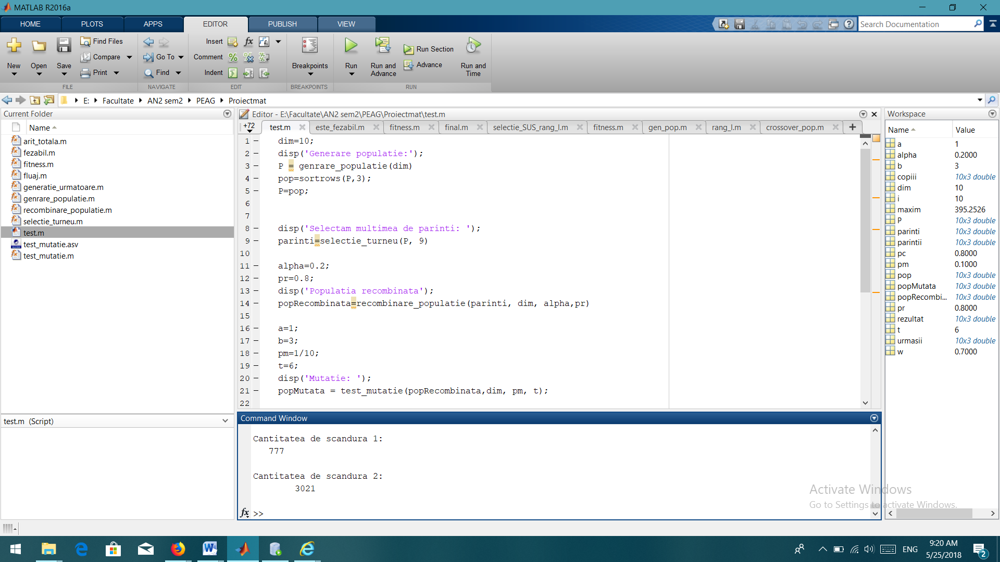 MATLAB R2016a
HOME PLOTS APPS EDITOR PUBLISH VIEW
Search Documentation
New Open Save Find Files Compare Print
FILE
Go To Find
NAVIGATE
Insert fx
Comment
Indent
EDIT
Breakpoints
BREAKPOINTS
Run Run and Advance Run Section Advance Run and Time
RUN
E: Facultate AN2 sem2 PEAG Proiectmat
Current Folder
Name
arit_totala.m
fezabil.m
fitness.m
fluaj.m
generatie_urmatoare.m
genrare_populatie.m
recombinare_populatie.m
selectie_turneu.m
test.m
test_mutatie.asv
test_mutatie.m
test.m (Script)
Editor - E:\Facultate\AN2 sem2\PEAG\Proiectmat\test.m
+72 test.m este_fezabil.m fitness.m final.m selectie_SUS_rang_l.m fitness.m gen_pop.m rang_l.m crossover_pop.m +
1 – dim=10;
2 – disp('Generare populatie:');
3 – P = genrare_populatie(dim)
4 – pop=sortrows(P,3);
5 – P=pop;
6
7
8 – disp('Selectam multimea de parinti: ');
9 – parinti=selectie_turneu(P, 9)
10
11 – alpha=0.2;
12 – pr=0.8;
13 – disp('Populatia recombinata');
14 – popRecombinata=recombinare_populatie(parinti, dim, alpha,pr)
15
16 – a=1;
17 – b=3;
18 – pm=1/10;
19 – t=6;
20 – disp('Mutatie: ');
21 – popMutata = test_mutatie(popRecombinata,dim, pm, t);
22
Command Window
Cantitatea de scandura 1:
777
Cantitatea de scandura 2:
3021
fx >>
Workspace
Name Value
a 1
alpha 0.2000
b 3
copiii 10x3 double
dim 10
i 10
maxim 395.2526
P 10x3 double
parinti 10x3 double
parintii 10x3 double
pc 0.8000
pm 0.1000
pop 10x3 double
popMutata 10x3 double
popRecombi... 10x3 double
pr 0.8000
rezultat 10x3 double
t 6
urmasii 10x3 double
w 0.7000
Activate Windows
Go to Settings to activate Windows.
ENG
9:20 AM
5/25/2018
2